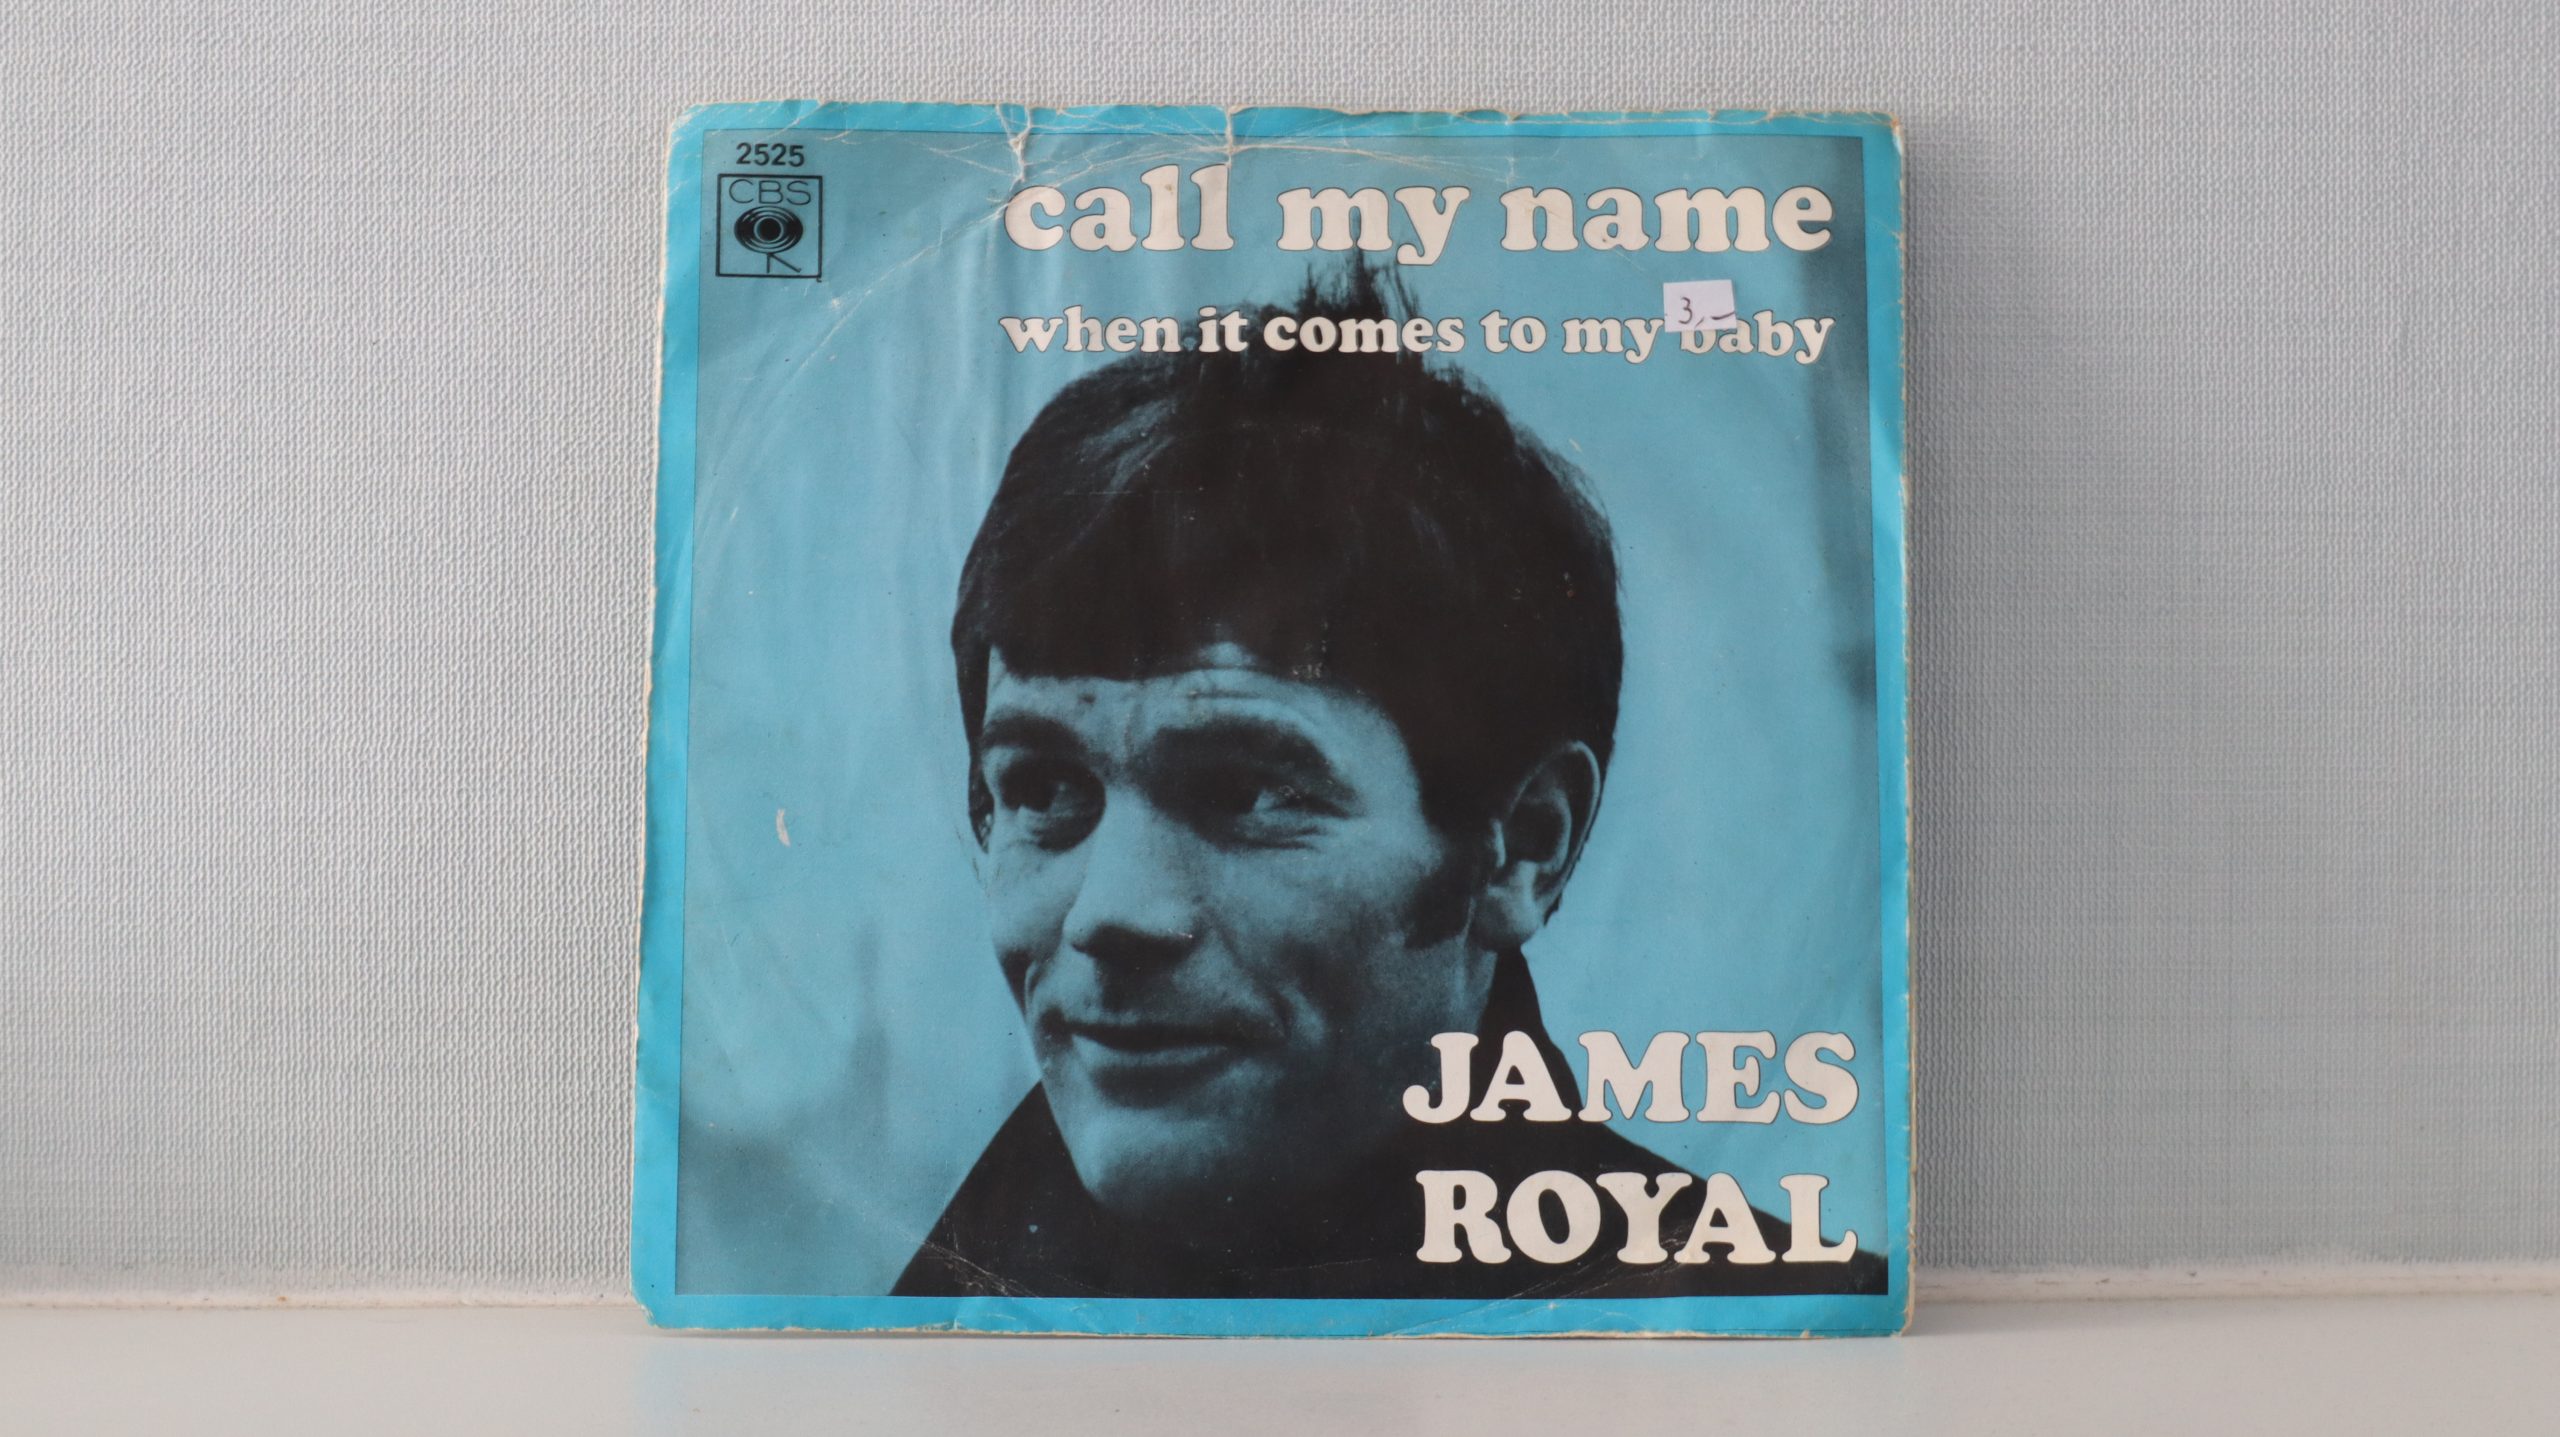 2525
CBS
call my name
3,-
when it comes to my baby
JAMES
ROYAL